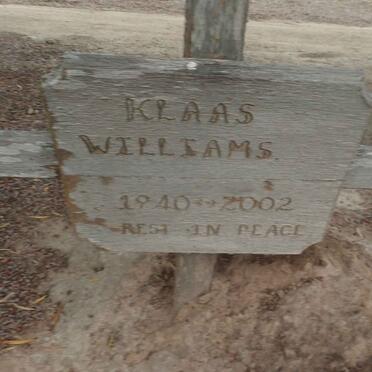 KLAAS
WILLIAMS.
1940 - 2002
REST IN PEACE